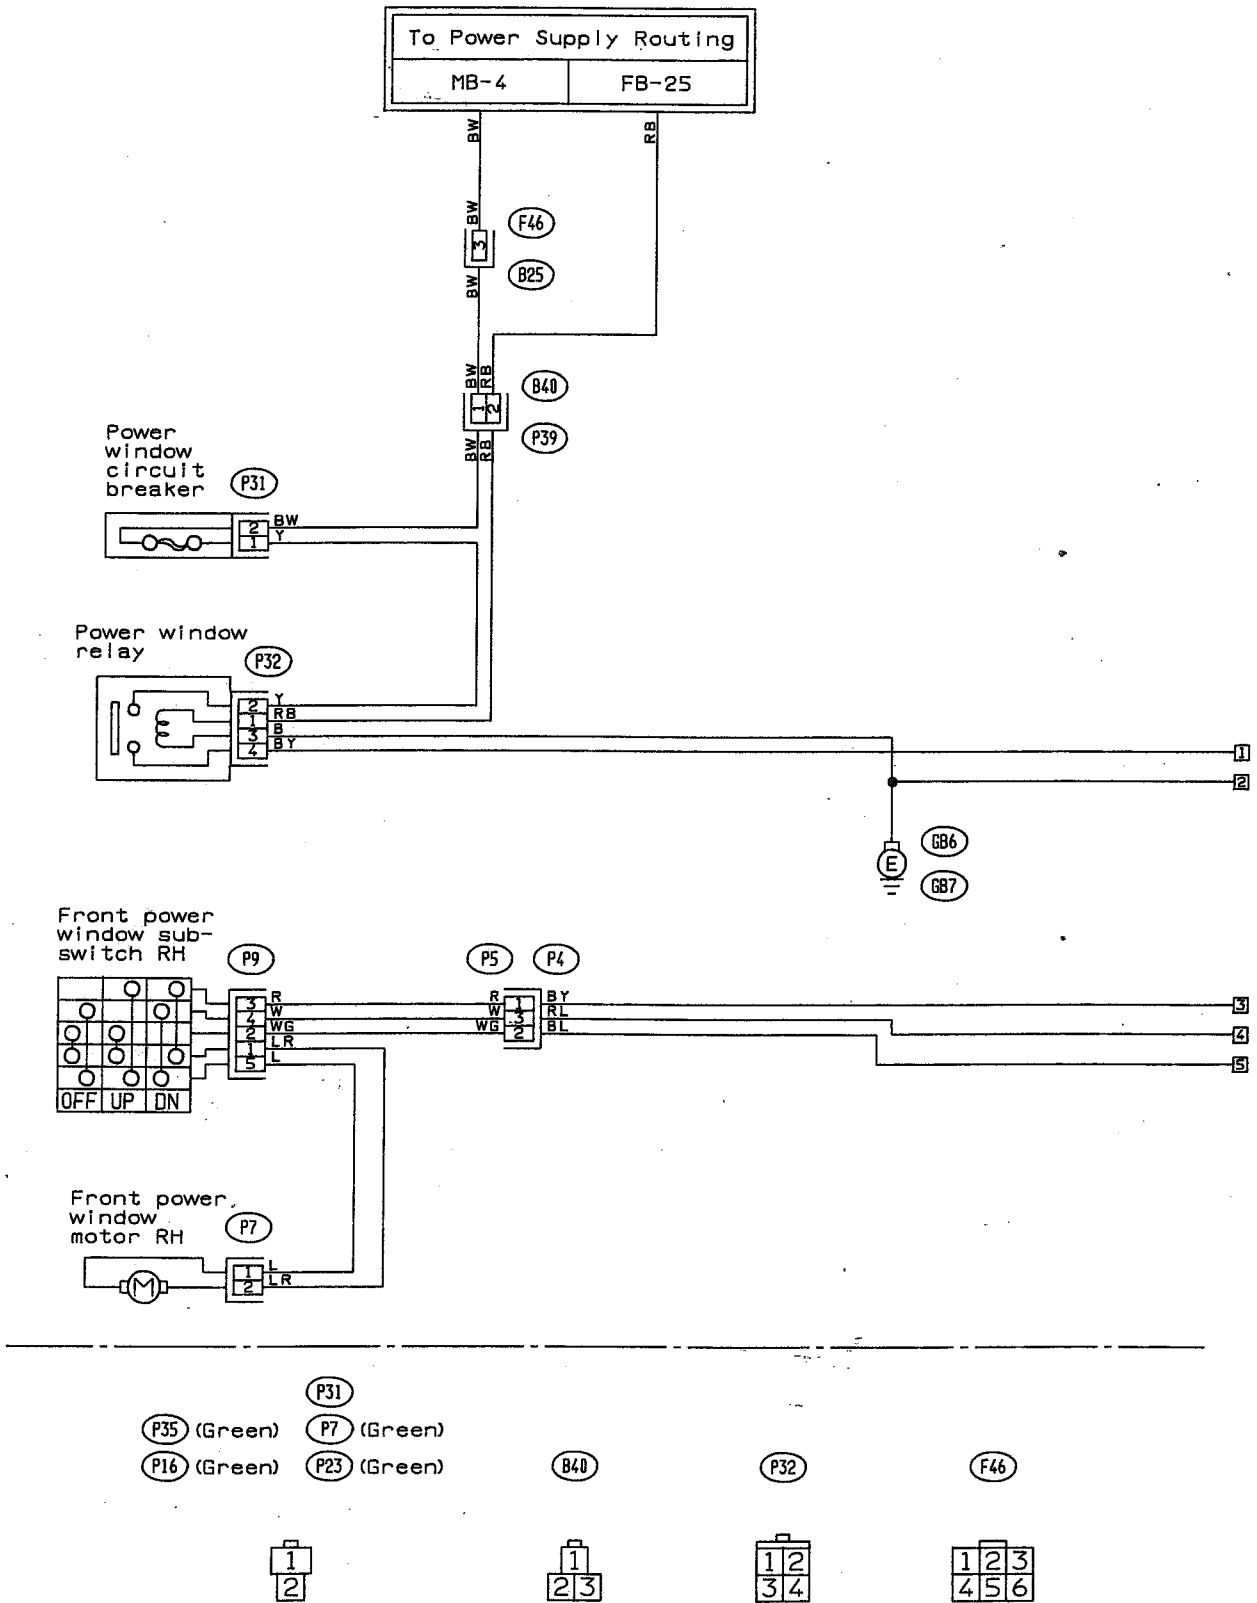 To Power Supply Routing
MB-4 FB-25
BW RB
BW F46
3
BW B25
BW RB B40
1 2
BW RB P39
Power
window
circuit
breaker P31
2 BW
1 Y
Power window
relay P32
2 Y
1 RB
3 B
4 BY
1
2
GB6
E
GB7
Front power
window sub-
switch RH P9 P5 P4
3 R R 1 BY 3
4 W W 3 RL 4
2 WG WG 2 BL 5
1 LR
5 L
OFF UP DN
Front power
window
motor RH P7
M 1 L
2 LR
P31
P35 (Green) P7 (Green)
P16 (Green) P23 (Green) B40 P32 F46
1 1 1 2 1 2 3
2 2 3 3 4 4 5 6